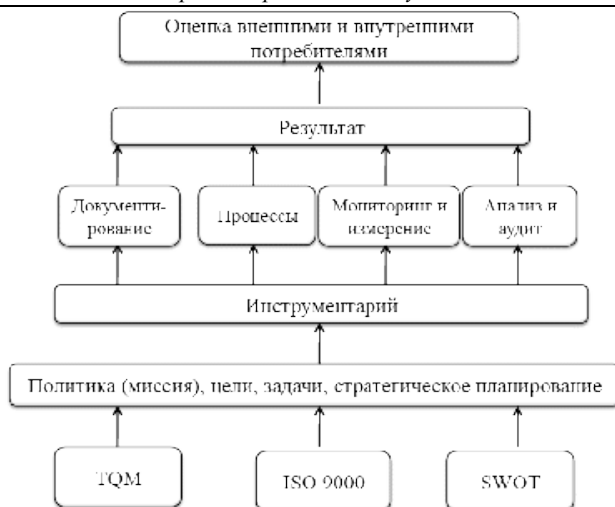 Оценка внешними и внутренними
потребителями
Результат
Документи-
рование
Процессы
Мониторинг и
измерение
Анализ и
аудит
Инструментарий
Политика (миссия), цели, задачи, стратегическое планирование
TQM
ISO 9000
SWOT